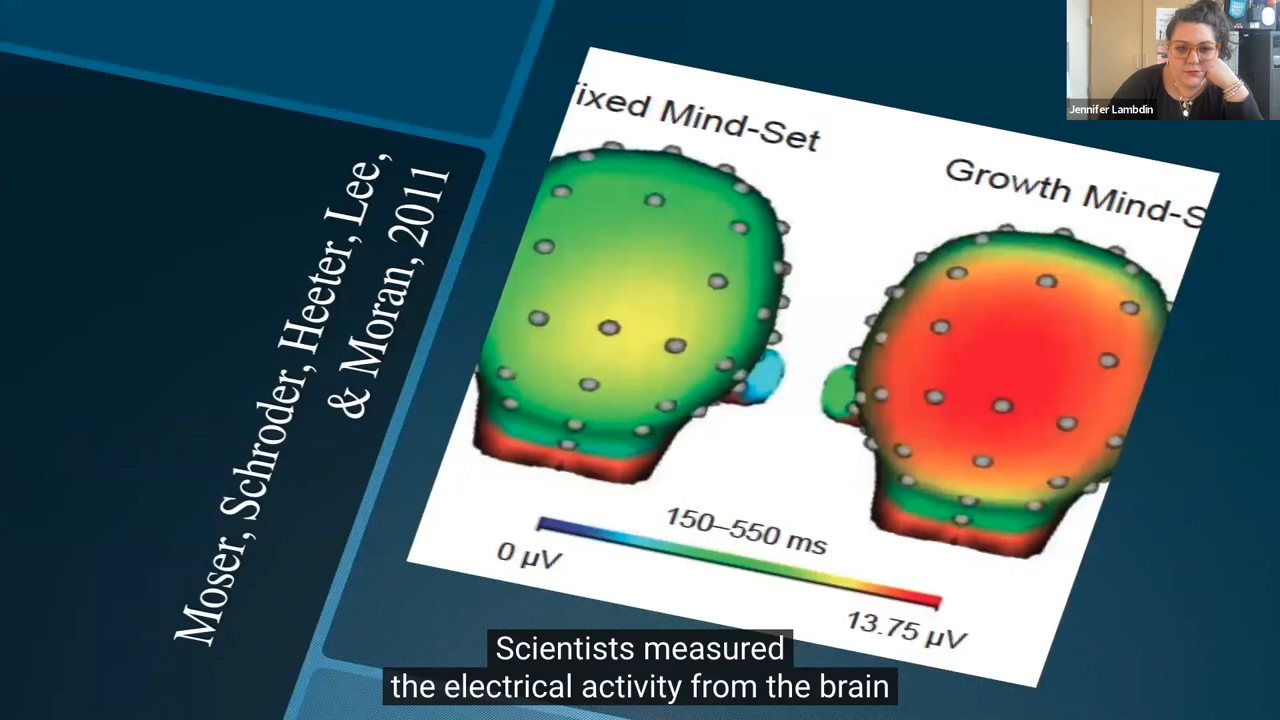 Jennifer Lambdin
ixed Mind-Set
Growth Mind-S
Moser, Schroder, Heeter, Lee,
& Moran, 2011
150–550 ms
0 µV
13.75 µV
Scientists measured
the electrical activity from the brain